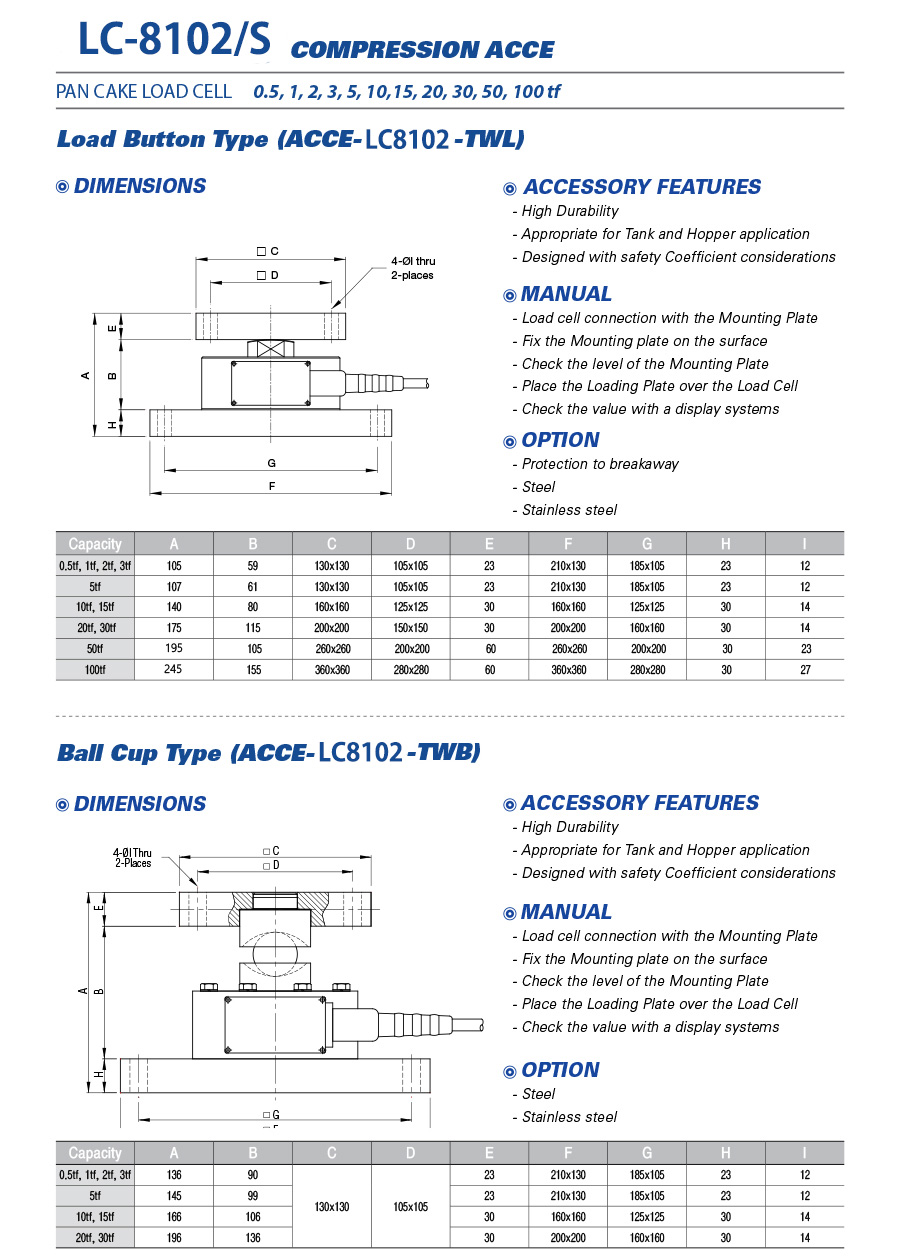 LC-8102/S COMPRESSION ACCE
PAN CAKE LOAD CELL 0.5, 1, 2, 3, 5, 10,15, 20, 30, 50, 100 tf
Load Button Type (ACCE- LC8102 -TWL)
DIMENSIONS
C
D
4-ØI thru
2-places
E
A
B
H
G
F
ACCESSORY FEATURES
- High Durability
- Appropriate for Tank and Hopper application
- Designed with safety Coefficient considerations
MANUAL
- Load cell connection with the Mounting Plate
- Fix the Mounting plate on the surface
- Check the level of the Mounting Plate
- Place the Loading Plate over the Load Cell
- Check the value with a display systems
OPTION
- Protection to breakaway
- Steel
- Stainless steel
Capacity A B C D E F G H I
0.5tf, 1tf, 2tf, 3tf 105 59 130x130 105x105 23 210x130 185x105 23 12
5tf 107 61 130x130 105x105 23 210x130 185x105 23 12
10tf, 15tf 140 80 160x160 125x125 30 160x160 125x125 30 14
20tf, 30tf 175 115 200x200 150x150 30 200x200 160x160 30 14
50tf 195 105 260x260 200x200 60 260x260 200x200 30 23
100tf 245 155 360x360 280x280 60 360x360 280x280 30 27
Ball Cup Type (ACCE- LC8102 -TWB)
DIMENSIONS
4-ØI Thru
2-Places
C
D
E
A
B
H
G
ACCESSORY FEATURES
- High Durability
- Appropriate for Tank and Hopper application
- Designed with safety Coefficient considerations
MANUAL
- Load cell connection with the Mounting Plate
- Fix the Mounting plate on the surface
- Check the level of the Mounting Plate
- Place the Loading Plate over the Load Cell
- Check the value with a display systems
OPTION
- Steel
- Stainless steel
Capacity A B C D E F G H I
0.5tf, 1tf, 2tf, 3tf 136 90 23 210x130 185x105 23 12
5tf 145 99 23 210x130 185x105 23 12
130x130 105x105
10tf, 15tf 166 106 30 160x160 125x125 30 14
20tf, 30tf 196 136 30 200x200 160x160 30 14